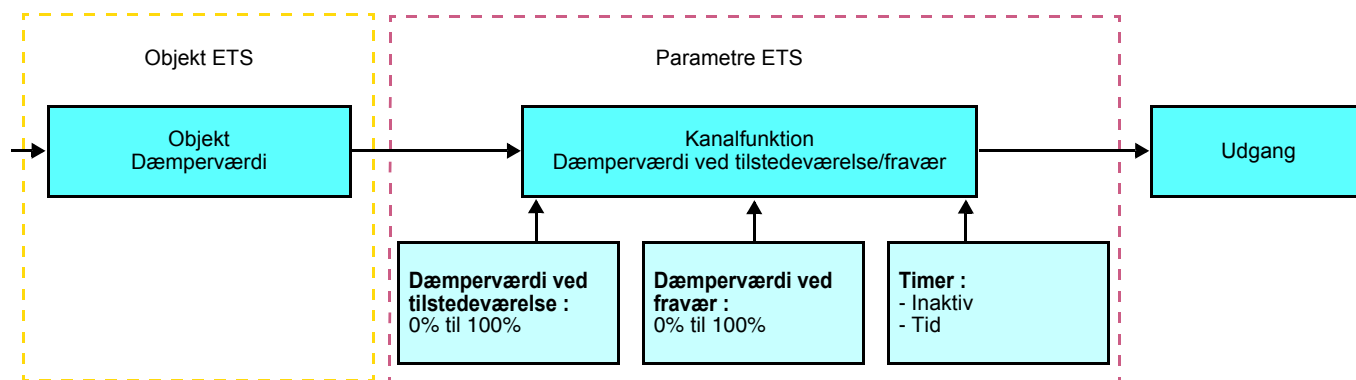 Objekt ETS
Parametre ETS
Objekt
Dæmperværdi
Kanalfunktion
Dæmperværdi ved tilstedeværelse/fravær
Udgang
Dæmperværdi ved
tilstedeværelse :
0% til 100%
Dæmperværdi ved
fravær :
0% til 100%
Timer :
- Inaktiv
- Tid